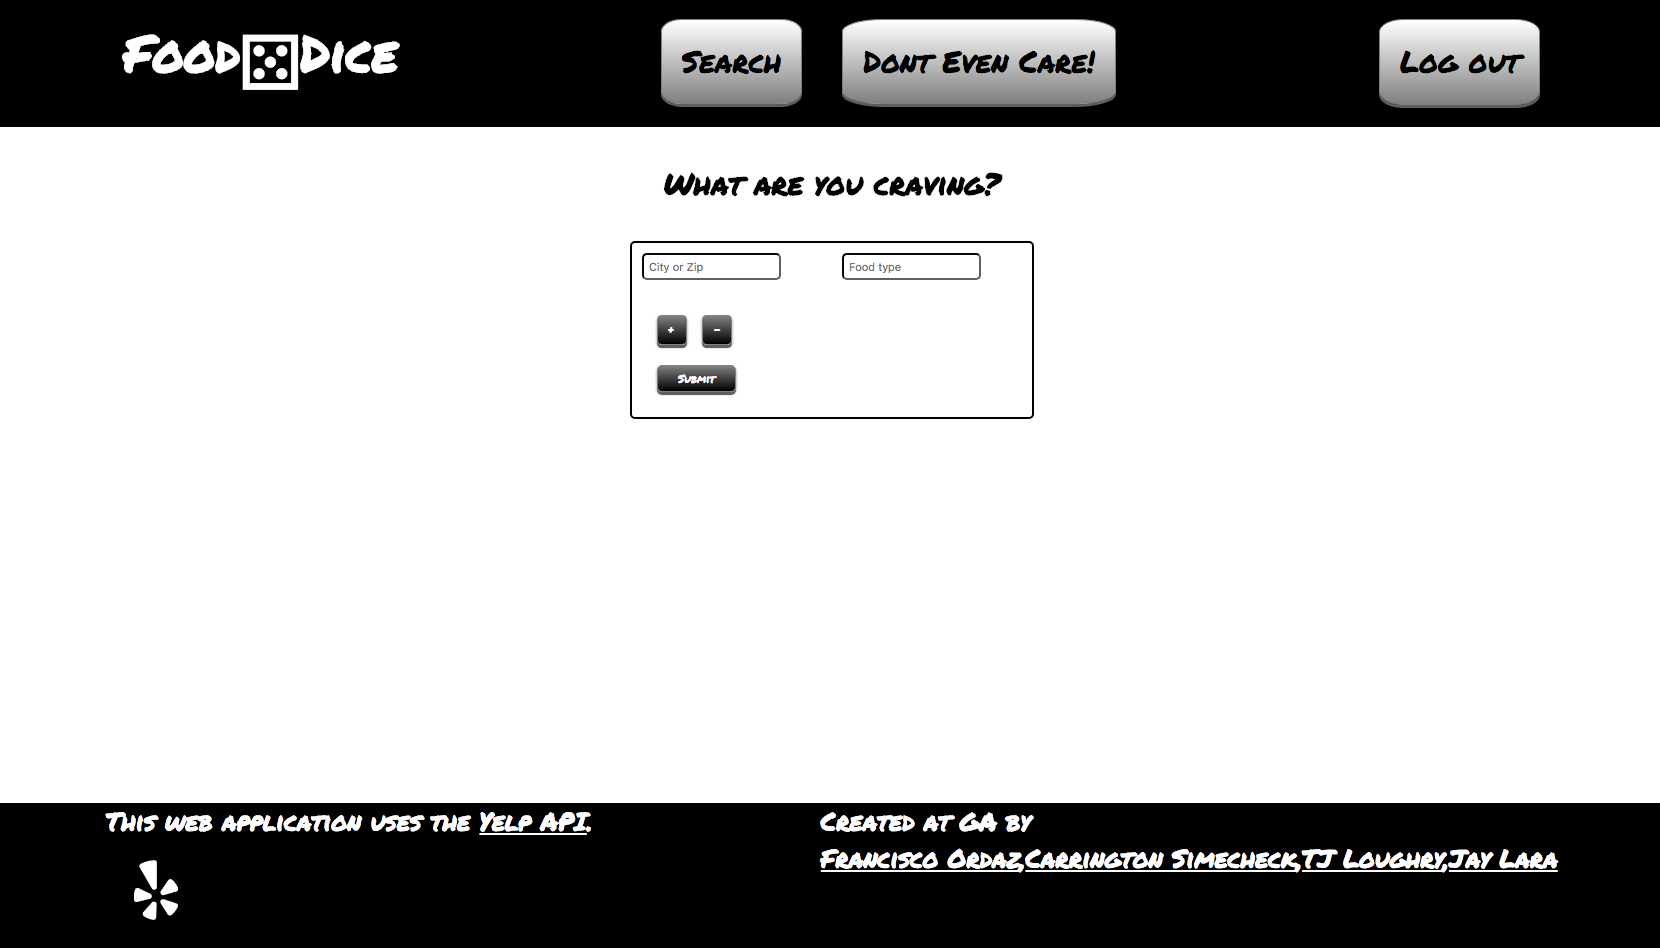 Food Dice
Search
Dont Even Care!
Log out
What are you craving?
City or Zip
Food type
+
-
Submit
This web application uses the Yelp API.
Created at GA by
Francisco Ordaz,Carrington Simecheck,TJ Loughry,Jay Lara